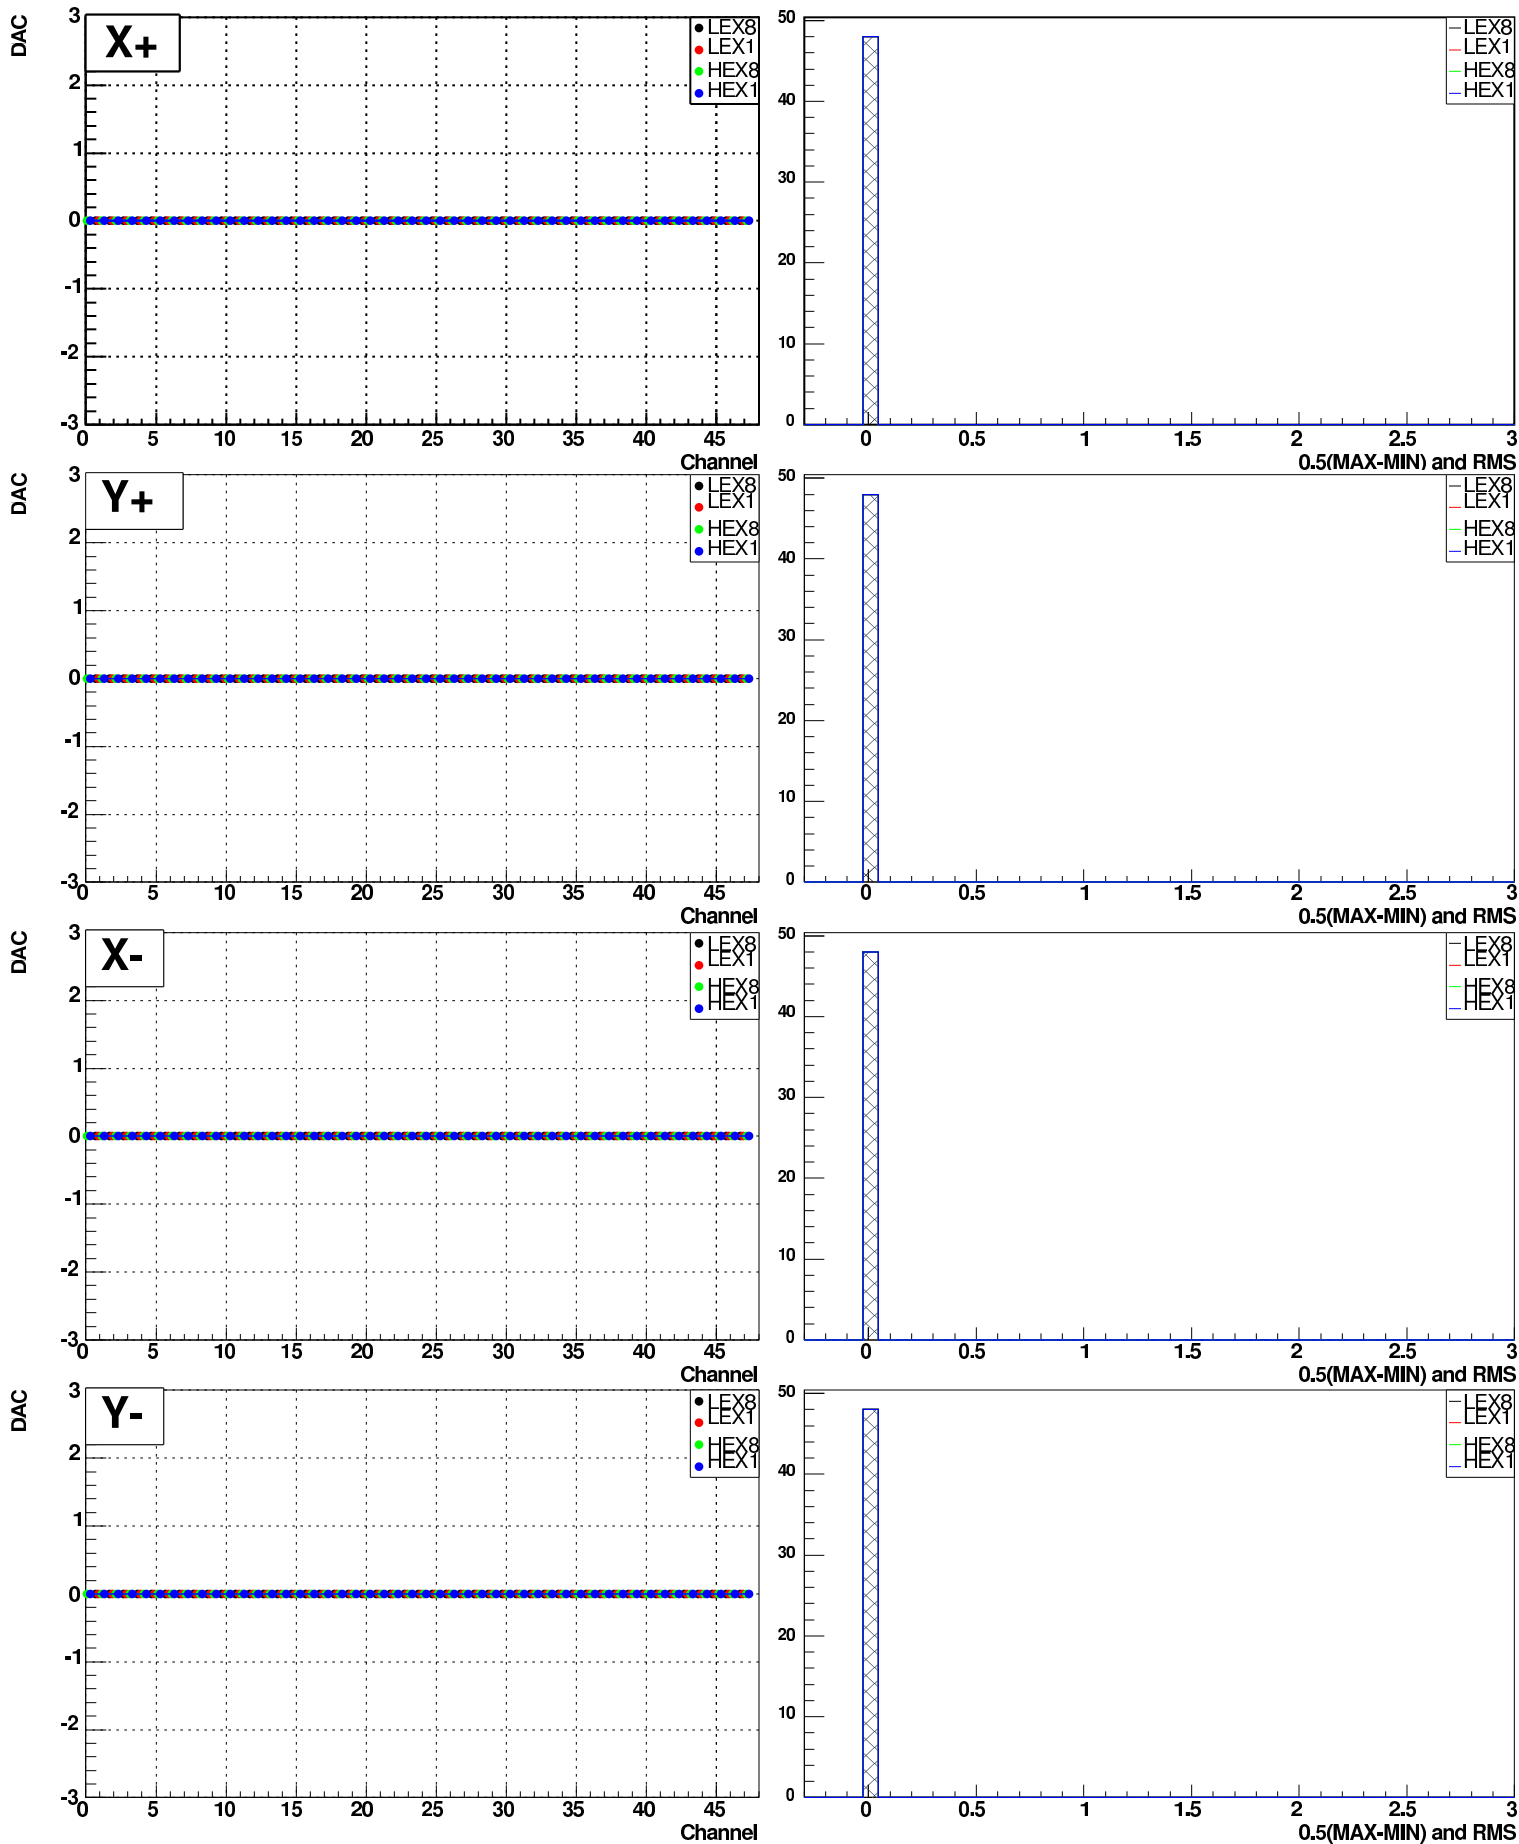 DAC
X+
3
2
1
0
-1
-2
-3
LEX8
LEX1
HEX8
HEX1
0 5 10 15 20 25 30 35 40 45
Channel
50
40
30
20
10
0
LEX8
LEX1
HEX8
HEX1
0 0.5 1 1.5 2 2.5 3
0.5(MAX-MIN) and RMS
DAC
Y+
3
2
1
0
-1
-2
-3
LEX8
LEX1
HEX8
HEX1
0 5 10 15 20 25 30 35 40 45
Channel
50
40
30
20
10
0
LEX8
LEX1
HEX8
HEX1
0 0.5 1 1.5 2 2.5 3
0.5(MAX-MIN) and RMS
DAC
X-
3
2
1
0
-1
-2
-3
LEX8
LEX1
HEX8
HEX1
0 5 10 15 20 25 30 35 40 45
Channel
50
40
30
20
10
0
LEX8
LEX1
HEX8
HEX1
0 0.5 1 1.5 2 2.5 3
0.5(MAX-MIN) and RMS
DAC
Y-
3
2
1
0
-1
-2
-3
LEX8
LEX1
HEX8
HEX1
0 5 10 15 20 25 30 35 40 45
Channel
50
40
30
20
10
0
LEX8
LEX1
HEX8
HEX1
0 0.5 1 1.5 2 2.5 3
0.5(MAX-MIN) and RMS